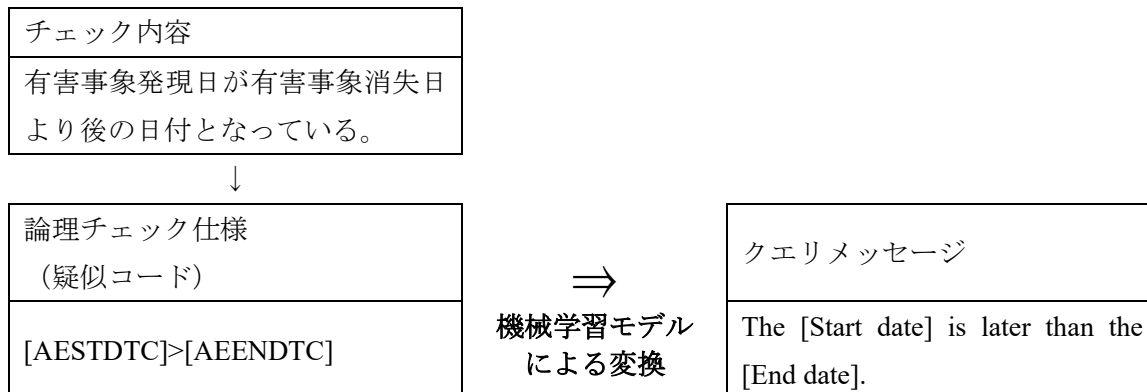 チェック内容
有害事象発現日が有害事象消失日
より後の日付となっている。
↓
論理チェック仕様
（疑似コード）
[AESTDTC]>[AEENDTC]
⇒
機械学習モデル
による変換
クエリメッセージ
The [Start date] is later than the
[End date].